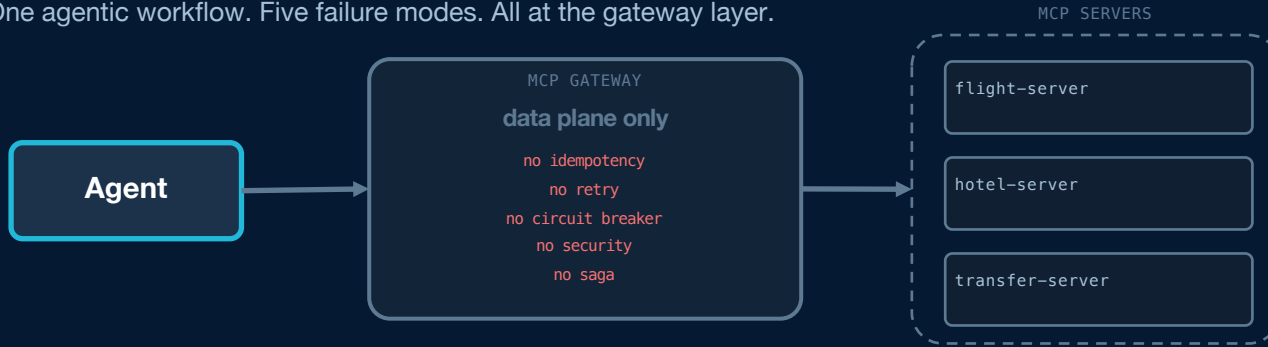 One agentic workflow. Five failure modes. All at the gateway layer.
MCP SERVERS
MCP GATEWAY
data plane only
no idempotency
no retry
no circuit breaker
no security
no saga
Agent
flight-server
hotel-server
transfer-server